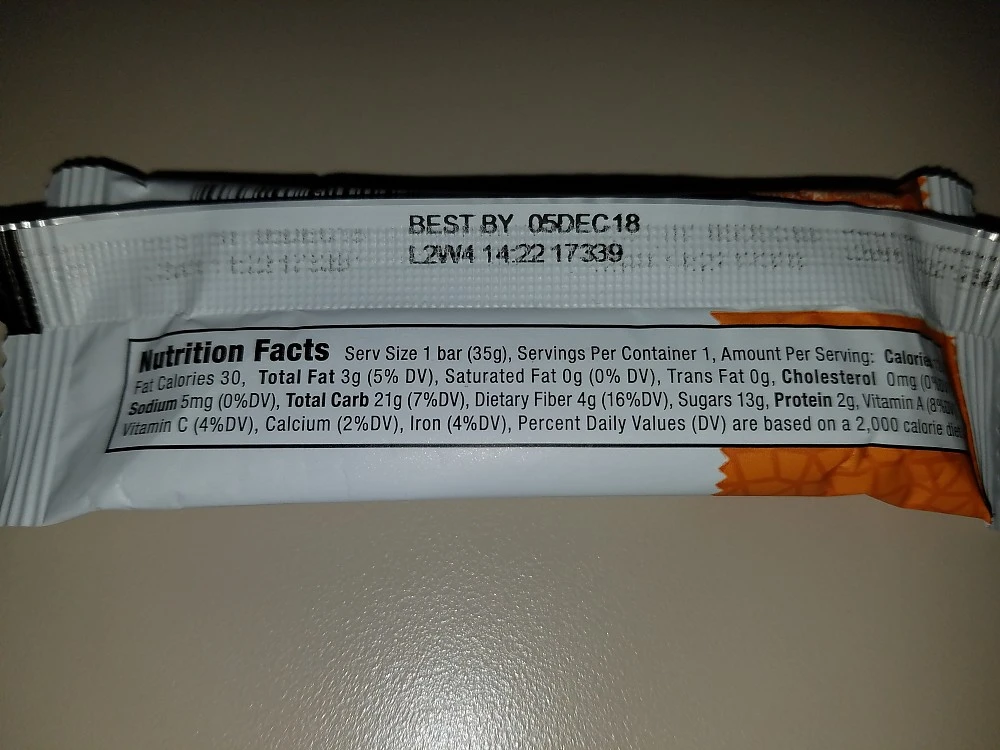 BEST BY 05DEC18
L2W4 14:22 17339
Nutrition Facts Serv Size 1 bar (35g), Servings Per Container 1, Amount Per Serving:
Fat Calories 30, Total Fat 3g (5% DV), Saturated Fat 0g (0% DV), Trans Fat 0g, Cholesterol 0mg
Sodium 5mg (0%DV), Total Carb 21g (7%DV), Dietary Fiber 4g (16%DV), Sugars 13g, Protein 2g, Vitamin A (8%
Vitamin C (4%DV), Calcium (2%DV), Iron (4%DV), Percent Daily Values (DV) are based on a 2,000 calorie